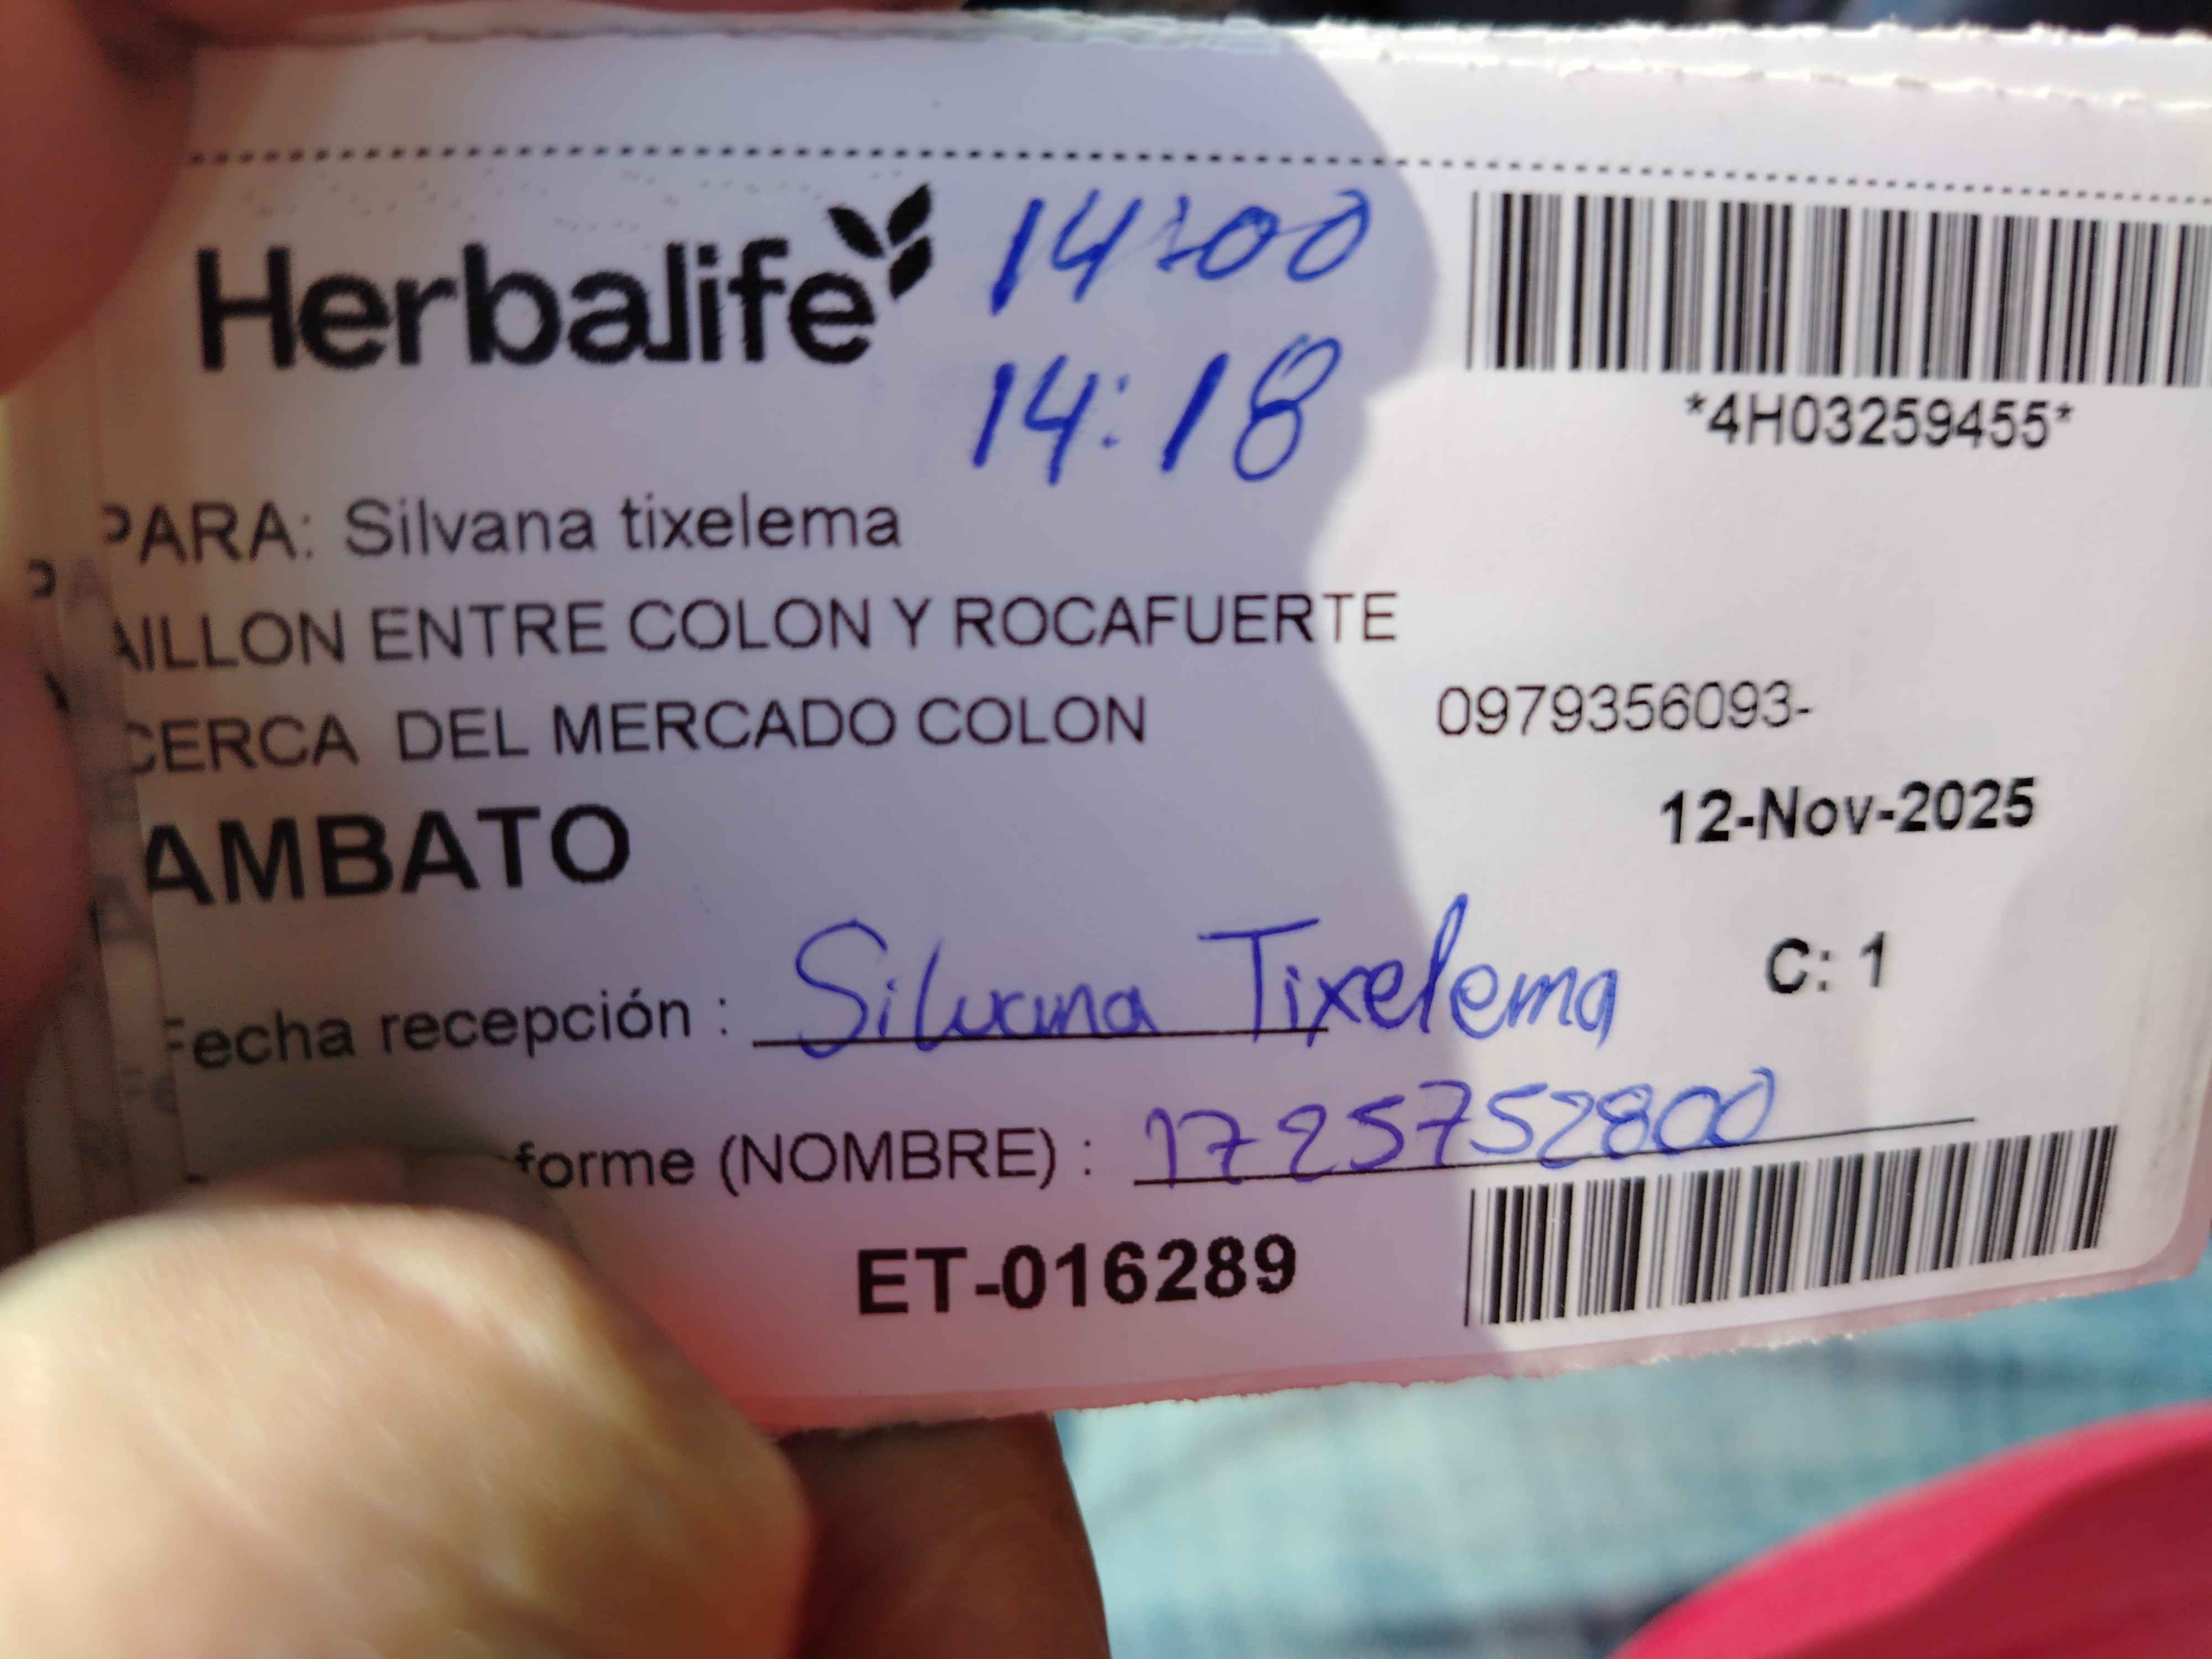 Herbalife
14:00
14:18
*4H03259455*
PARA: Silvana tixelema
AILLON ENTRE COLON Y ROCAFUERTE
CERCA DEL MERCADO COLON
0979356093-
AMBATO
12-Nov-2025
Fecha recepción : Silvana Tixelema
C: 1
forme (NOMBRE) : 1725752800
ET-016289